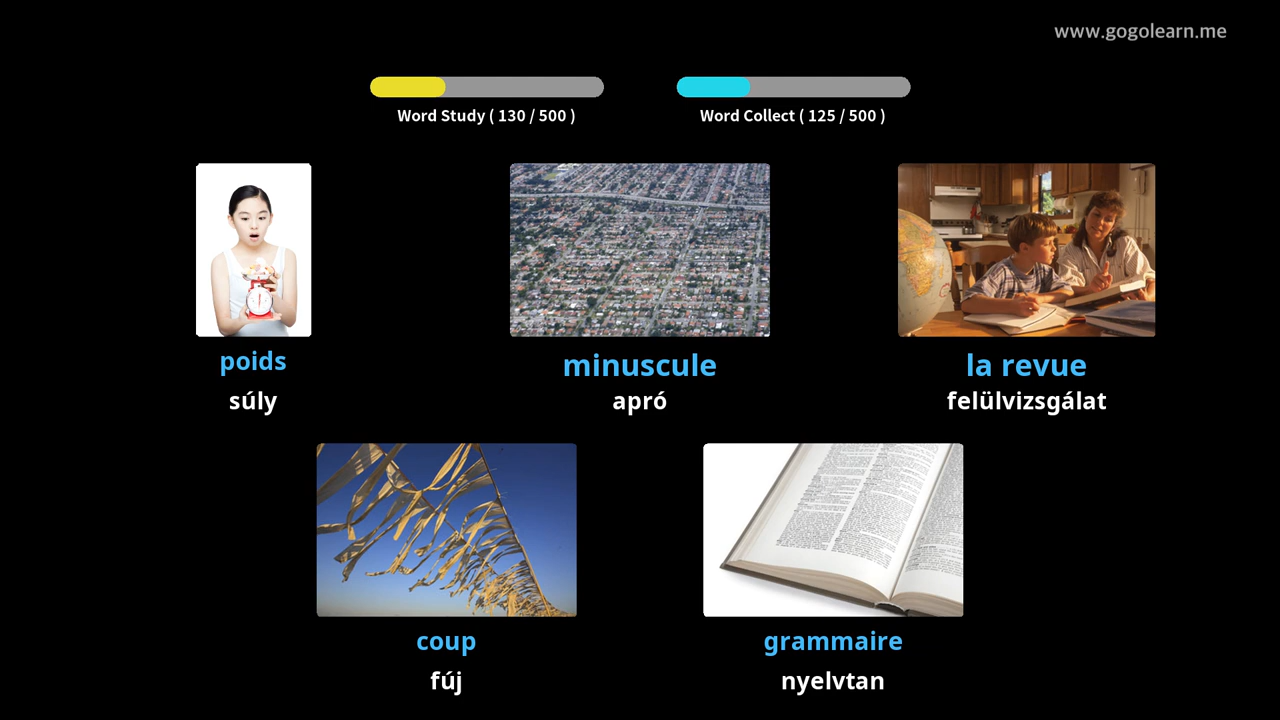 www.gogolearn.me
Word Study ( 130 / 500 )
Word Collect ( 125 / 500 )
poids
súly
minuscule
apró
la revue
felülvizsgálat
coup
fúj
grammaire
nyelvtan